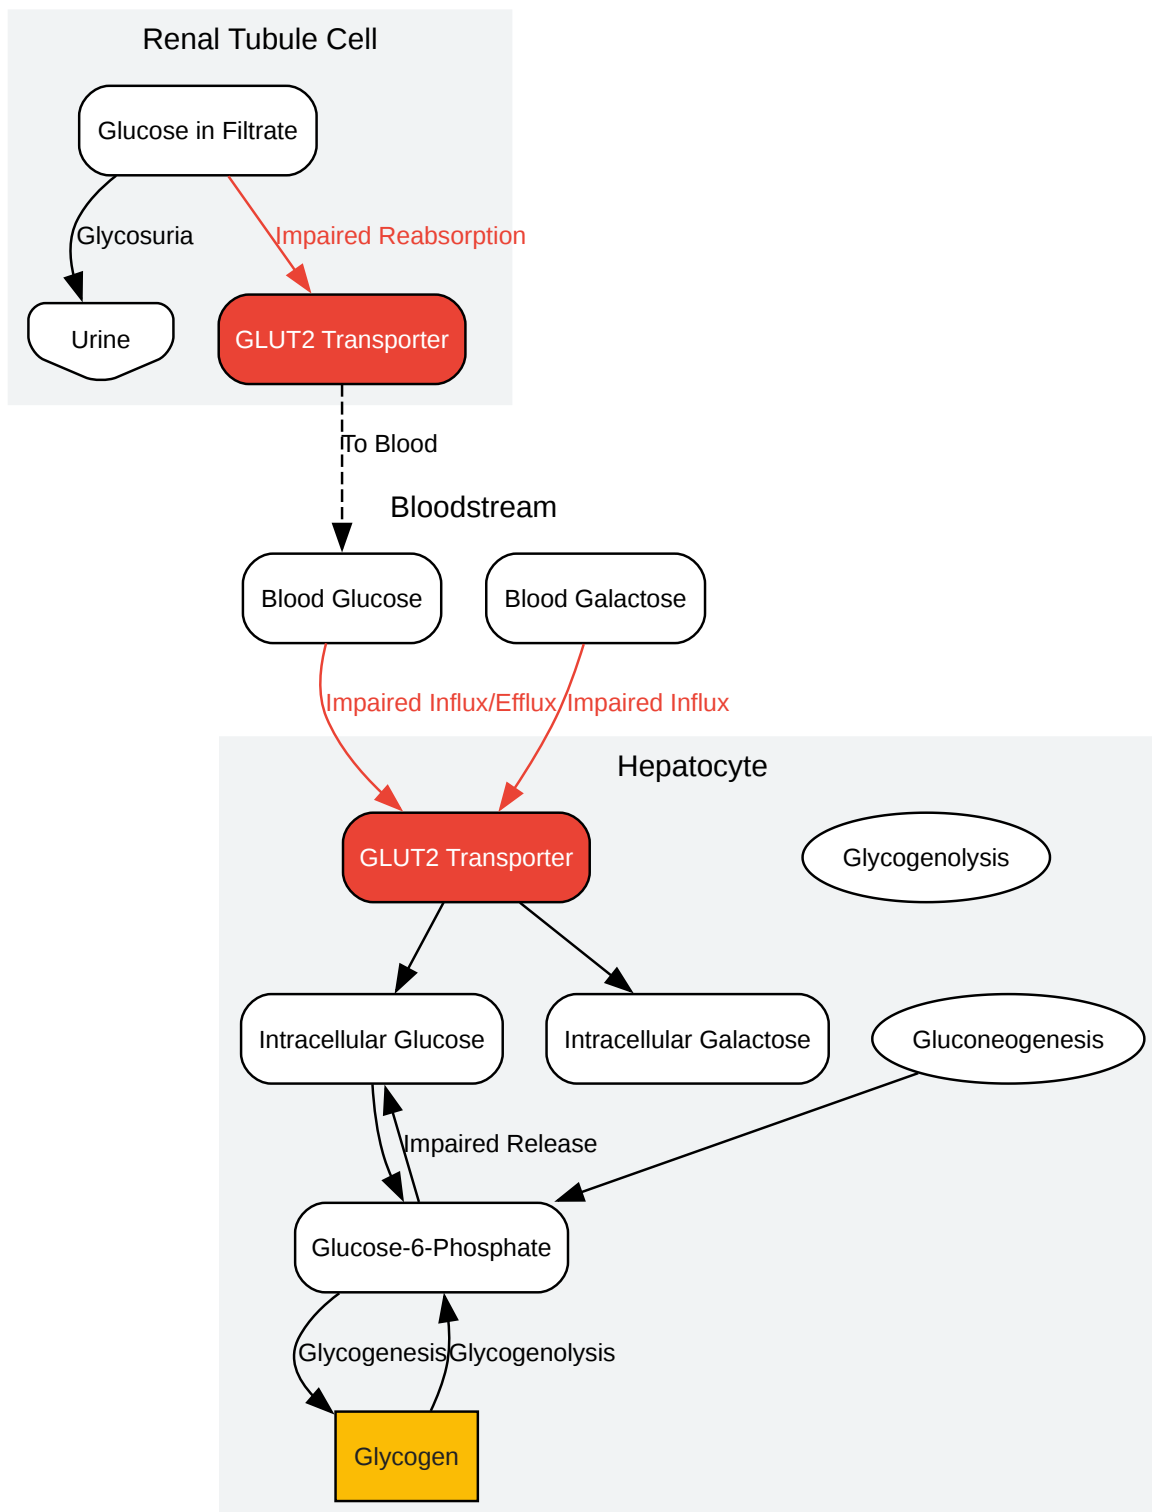 Renal Tubule Cell
Glucose in Filtrate
Glycosuria
Impaired Reabsorption
Urine
GLUT2 Transporter
To Blood
Bloodstream
Blood Glucose
Blood Galactose
Impaired Influx/Efflux
Impaired Influx
Hepatocyte
GLUT2 Transporter
Glycogenolysis
Intracellular Glucose
Intracellular Galactose
Gluconeogenesis
Impaired Release
Glucose-6-Phosphate
Glycogenesis
Glycogenolysis
Glycogen